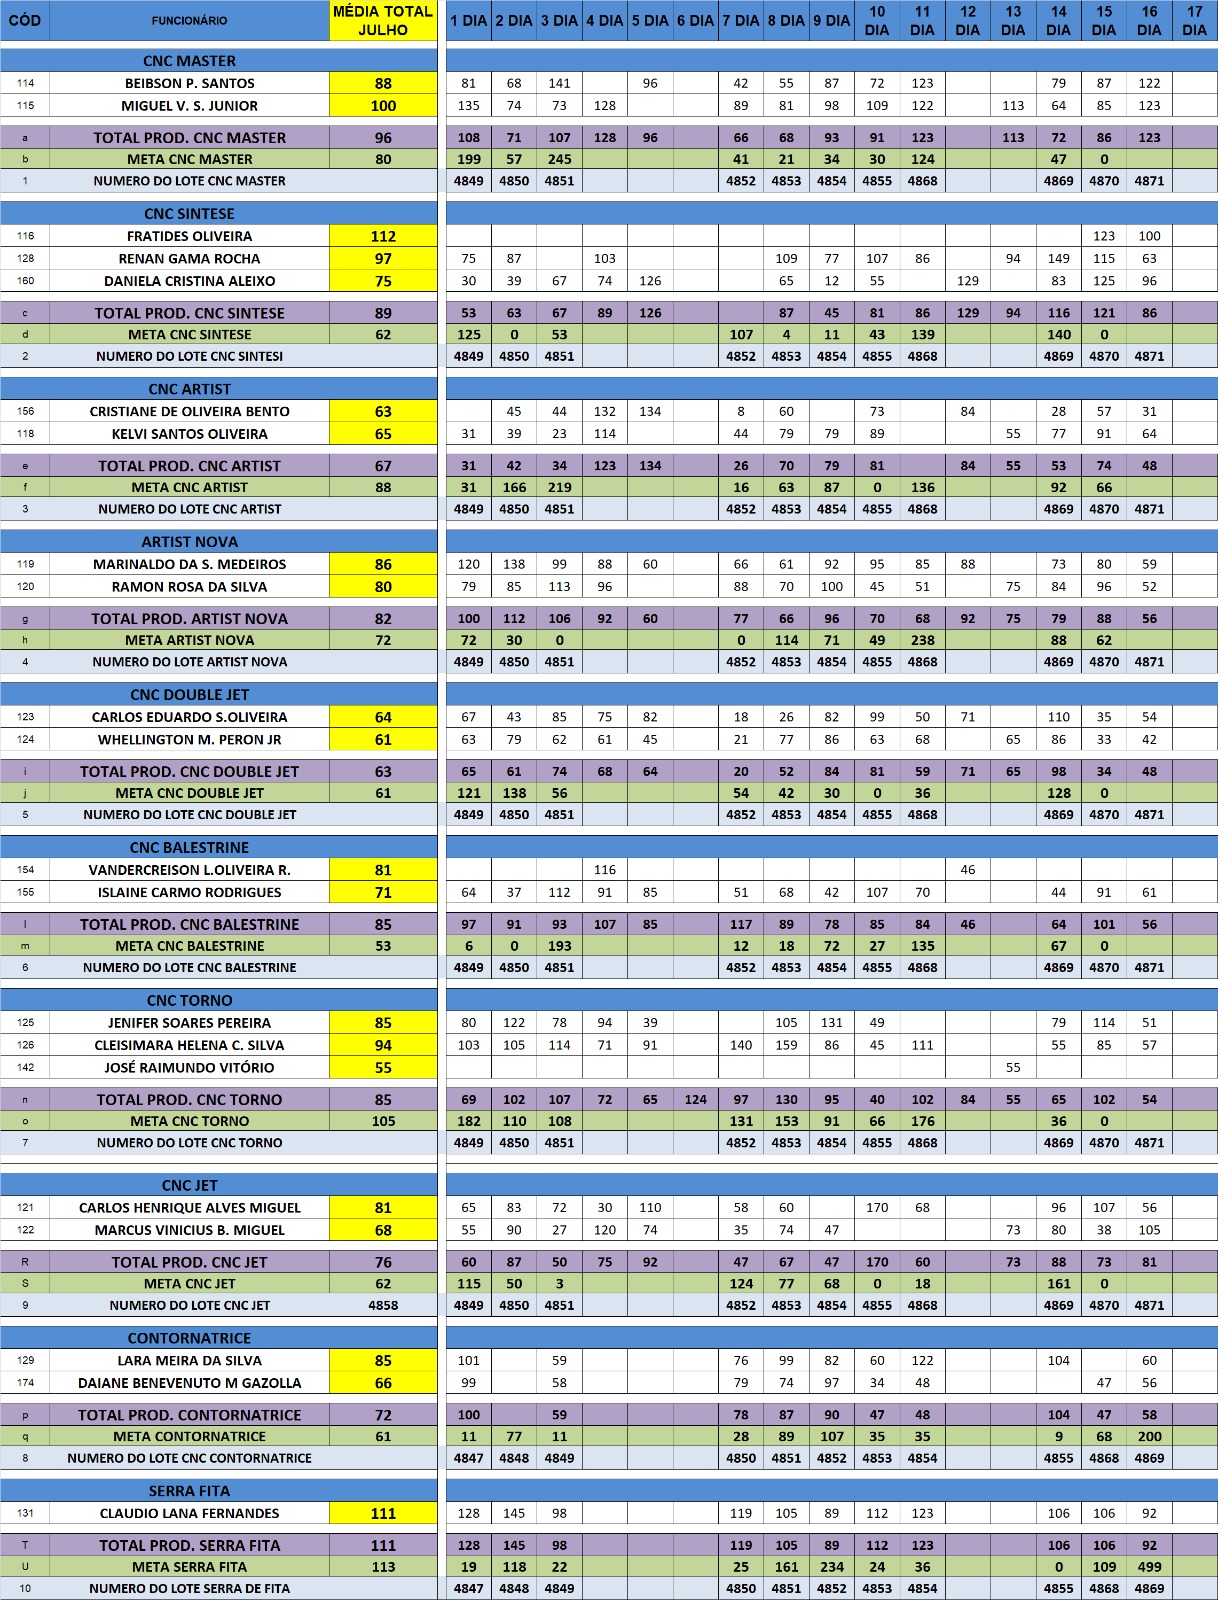 CÓD FUNCIONÁRIO MÉDIA TOTAL JULHO 1 DIA 2 DIA 3 DIA 4 DIA 5 DIA 6 DIA 7 DIA 8 DIA 9 DIA 10 DIA 11 DIA 12 DIA 13 DIA 14 DIA 15 DIA 16 DIA 17 DIA
CNC MASTER
114 BEIBSON P. SANTOS 88 81 68 141 96 42 55 87 72 123 79 87 122
115 MIGUEL V. S. JUNIOR 100 135 74 73 128 89 81 98 109 122 113 64 85 123
a TOTAL PROD. CNC MASTER 96 108 71 107 128 96 66 68 93 91 123 113 72 86 123
b META CNC MASTER 80 199 57 245 41 21 34 30 124 47 0
1 NUMERO DO LOTE CNC MASTER 4849 4850 4851 4852 4853 4854 4855 4868 4869 4870 4871
CNC SINTESE
116 FRATIDES OLIVEIRA 112 123 100
128 RENAN GAMA ROCHA 97 75 87 103 109 77 107 86 94 149 115 63
160 DANIELA CRISTINA ALEIXO 75 30 39 67 74 126 65 12 55 129 83 125 96
c TOTAL PROD. CNC SINTESE 89 53 63 67 89 126 87 45 81 86 129 94 116 121 86
d META CNC SINTESE 62 125 0 53 107 4 11 43 139 140 0
2 NUMERO DO LOTE CNC SINTESI 4849 4850 4851 4852 4853 4854 4855 4868 4869 4870 4871
CNC ARTIST
156 CRISTIANE DE OLIVEIRA BENTO 63 45 44 132 134 8 60 73 84 28 57 31
118 KELVI SANTOS OLIVEIRA 65 31 39 23 114 44 79 79 89 55 77 91 64
e TOTAL PROD. CNC ARTIST 67 31 42 34 123 134 26 70 79 81 84 55 53 74 48
f META CNC ARTIST 88 31 166 219 16 63 87 0 136 92 66
3 NUMERO DO LOTE CNC ARTIST 4849 4850 4851 4852 4853 4854 4855 4868 4869 4870 4871
ARTIST NOVA
119 MARINALDO DA S. MEDEIROS 86 120 138 99 88 60 66 61 92 95 85 88 73 80 59
120 RAMON ROSA DA SILVA 80 79 85 113 96 88 70 100 45 51 75 84 96 52
g TOTAL PROD. ARTIST NOVA 82 100 112 106 92 60 77 66 96 70 68 92 75 79 88 56
h META ARTIST NOVA 72 72 30 0 0 114 71 49 238 88 62
4 NUMERO DO LOTE ARTIST NOVA 4849 4850 4851 4852 4853 4854 4855 4868 4869 4870 4871
CNC DOUBLE JET
123 CARLOS EDUARDO S.OLIVEIRA 64 67 43 85 75 82 18 26 82 99 50 71 110 35 54
124 WHELLINGTON M. PERON JR 61 63 79 62 61 45 21 77 86 63 68 65 86 33 42
i TOTAL PROD. CNC DOUBLE JET 63 65 61 74 68 64 20 52 84 81 59 71 65 98 34 48
j META CNC DOUBLE JET 61 121 138 56 54 42 30 0 36 128 0
5 NUMERO DO LOTE CNC DOUBLE JET 4849 4850 4851 4852 4853 4854 4855 4868 4869 4870 4871
CNC BALESTRINE
154 VANDERCREISON L.OLIVEIRA R. 81 116 46
155 ISLAINE CARMO RODRIGUES 71 64 37 112 91 85 51 68 42 107 70 44 91 61
l TOTAL PROD. CNC BALESTRINE 85 97 91 93 107 85 117 89 78 85 84 46 64 101 56
m META CNC BALESTRINE 53 6 0 193 12 18 72 27 135 67 0
6 NUMERO DO LOTE CNC BALESTRINE 4849 4850 4851 4852 4853 4854 4855 4868 4869 4870 4871
CNC TORNO
125 JENIFER SOARES PEREIRA 85 80 122 78 94 39 105 131 49 79 114 51
126 CLEISIMARA HELENA C. SILVA 94 103 105 114 71 91 140 159 86 45 111 55 85 57
142 JOSÉ RAIMUNDO VITÓRIO 55 55
n TOTAL PROD. CNC TORNO 85 69 102 107 72 65 124 97 130 95 40 102 84 55 65 102 54
o META CNC TORNO 105 182 110 108 131 153 91 66 176 36 0
7 NUMERO DO LOTE CNC TORNO 4849 4850 4851 4852 4853 4854 4855 4868 4869 4870 4871
CNC JET
121 CARLOS HENRIQUE ALVES MIGUEL 81 65 83 72 30 110 58 60 170 68 96 107 56
122 MARCUS VINICIUS B. MIGUEL 68 55 90 27 120 74 35 74 47 73 80 38 105
R TOTAL PROD. CNC JET 76 60 87 50 75 92 47 67 47 170 60 73 88 73 81
S META CNC JET 62 115 50 3 124 77 68 0 18 161 0
9 NUMERO DO LOTE CNC JET 4858 4849 4850 4851 4852 4853 4854 4855 4868 4869 4870 4871
CONTORNATRICE
129 LARA MEIRA DA SILVA 85 101 59 76 99 82 60 122 104 60
174 DAIANE BENEVENUTO M GAZOLLA 66 99 58 79 74 97 34 48 47 56
p TOTAL PROD. CONTORNATRICE 72 100 59 78 87 90 47 48 104 47 58
q META CONTORNATRICE 61 11 77 11 28 89 107 35 35 9 68 200
8 NUMERO DO LOTE CNC CONTORNATRICE 4847 4848 4849 4850 4851 4852 4853 4854 4855 4868 4869
SERRA FITA
131 CLAUDIO LANA FERNANDES 111 128 145 98 119 105 89 112 123 106 106 92
T TOTAL PROD. SERRA FITA 111 128 145 98 119 105 89 112 123 106 106 92
U META SERRA FITA 113 19 118 22 25 161 234 24 36 0 109 499
10 NUMERO DO LOTE SERRA DE FITA 4847 4848 4849 4850 4851 4852 4853 4854 4855 4868 4869